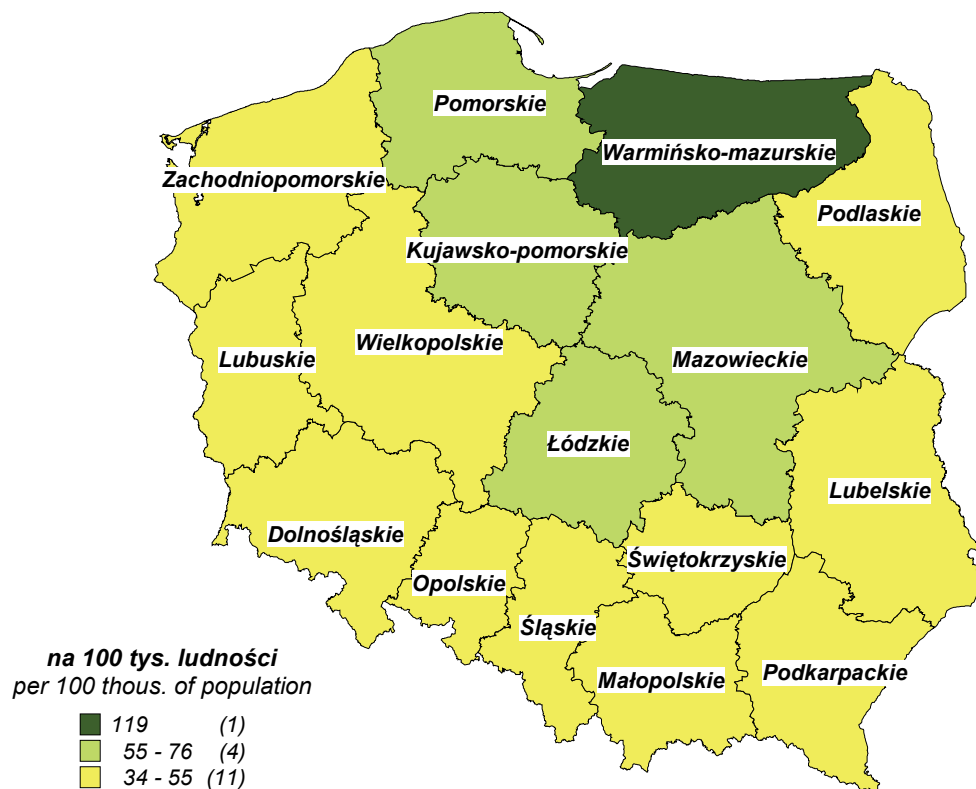 Pomorskie
Warmińsko-mazurskie
Zachodniopomorskie
Podlaskie
Kujawsko-pomorskie
Wielkopolskie
Lubuskie
Mazowieckie
Łódzkie
Lubelskie
Dolnośląskie
Świętokrzyskie
Opolskie
Śląskie
Małopolskie
Podkarpackie
na 100 tys. ludności
per 100 thous. of population
119 (1)
55 - 76 (4)
34 - 55 (11)